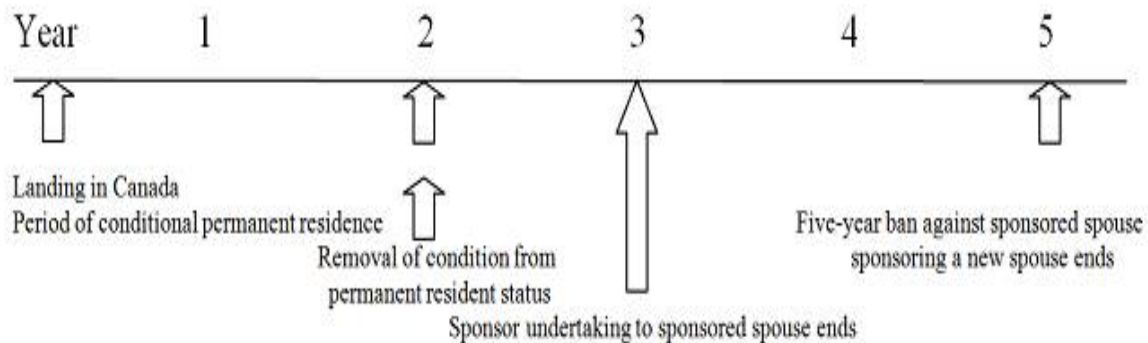 Year 1 2 3 4 5
Landing in Canada
Period of conditional permanent residence
Removal of condition from
permanent resident status
Sponsor undertaking to sponsored spouse ends
Five-year ban against sponsored spouse
sponsoring a new spouse ends